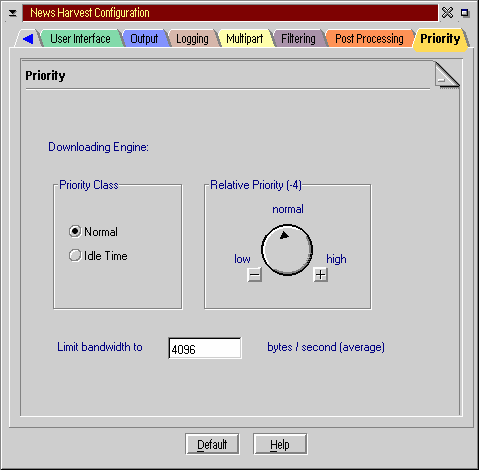 News Harvest Configuration
User Interface Output Logging Multipart Filtering Post Processing Priority
Priority
Downloading Engine:
Priority Class Relative Priority (-4)
normal
Normal
low high
Idle Time
− +
Limit bandwidth to 4096 bytes / second (average)
Default Help